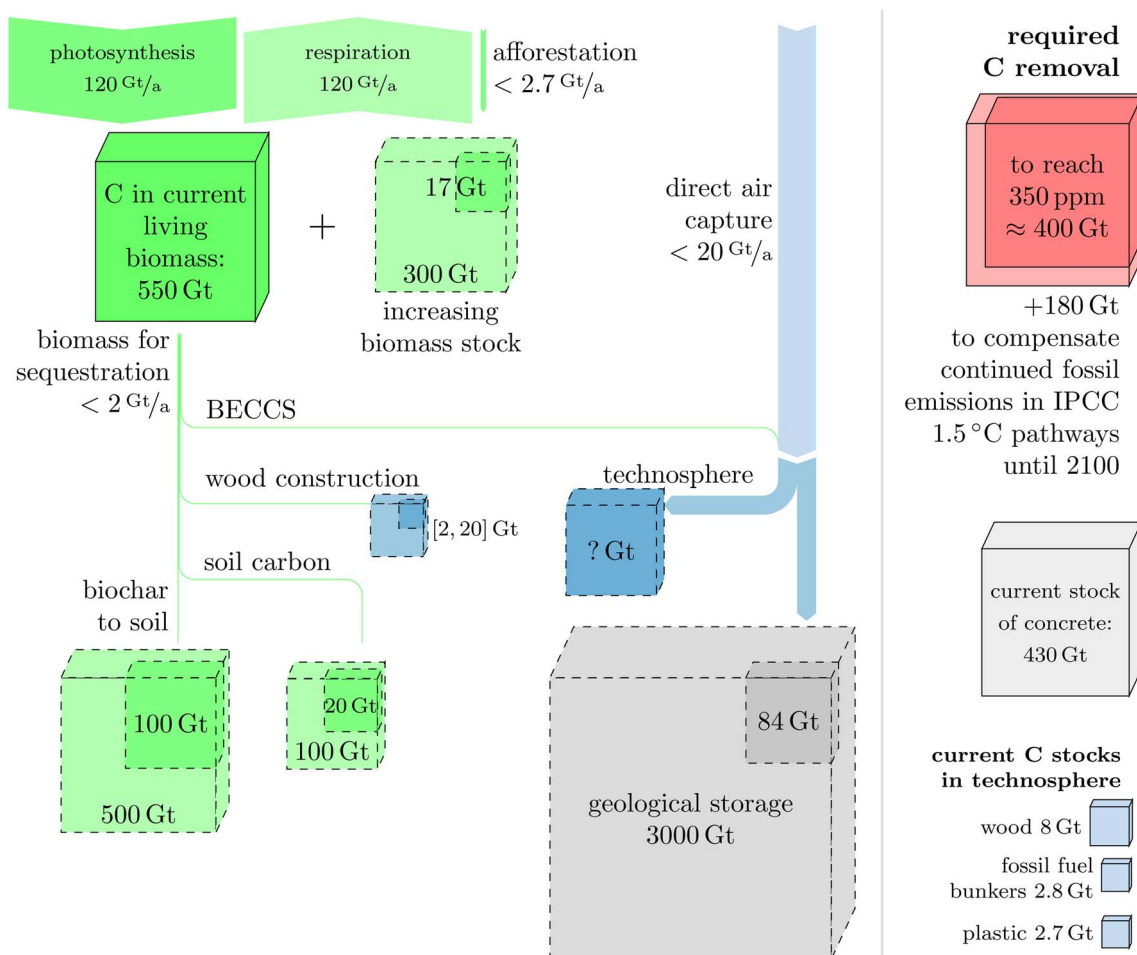 photosynthesis
120 Gt/a
respiration
120 Gt/a
afforestation
< 2.7 Gt/a
C in current
living
biomass:
550 Gt
+
17 Gt
300 Gt
increasing
biomass stock
direct air
capture
< 20 Gt/a
biomass for
sequestration
< 2 Gt/a
BECCS
wood construction
[2, 20] Gt
technosphere
? Gt
soil carbon
biochar
to soil
100 Gt
500 Gt
20 Gt
100 Gt
84 Gt
geological storage
3000 Gt
required
C removal
to reach
350 ppm
≈ 400 Gt
+180 Gt
to compensate
continued fossil
emissions in IPCC
1.5 °C pathways
until 2100
current stock
of concrete:
430 Gt
current C stocks
in technosphere
wood 8 Gt
fossil fuel
bunkers 2.8 Gt
plastic 2.7 Gt